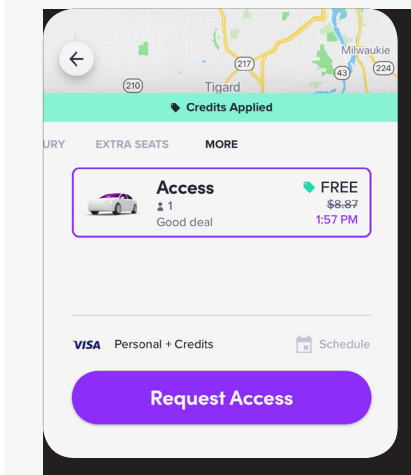 Milwaukie
217
43
224
210
Tigard
Credits Applied
URY EXTRA SEATS MORE
Access FREE
1 $8.87
Good deal 1:57 PM
VISA Personal + Credits Schedule
Request Access